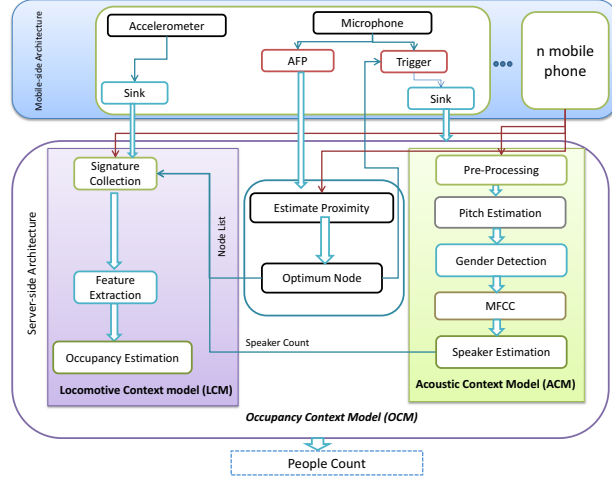 Mobile-side Architecture
Accelerometer
Microphone
AFP
Trigger
Sink
Sink
n mobile
phone
Server-side Architecture
Signature
Collection
Node List
Estimate Proximity
Optimum Node
Pre-Processing
Pitch Estimation
Gender Detection
MFCC
Speaker Estimation
Feature
Extraction
Occupancy Estimation
Speaker Count
Locomotive Context model (LCM)
Acoustic Context Model (ACM)
Occupancy Context Model (OCM)
People Count